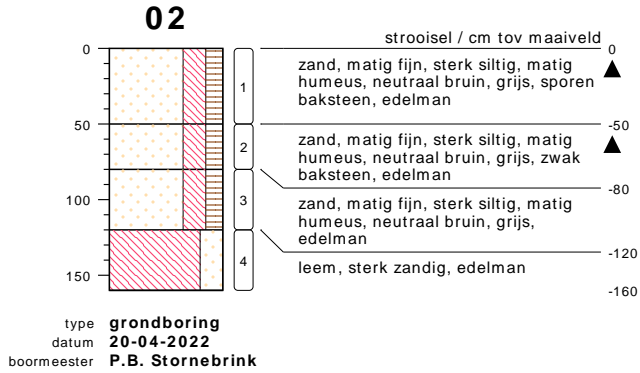 02
strooisel / cm tov maaiveld
0
0
zand, matig fijn, sterk siltig, matig
humeus, neutraal bruin, grijs, sporen
baksteen, edelman
1
50
-50
zand, matig fijn, sterk siltig, matig
humeus, neutraal bruin, grijs, zwak
baksteen, edelman
2
-80
zand, matig fijn, sterk siltig, matig
humeus, neutraal bruin, grijs,
edelman
100
3
-120
leem, sterk zandig, edelman
4
150
-160
type grondboring
datum 20-04-2022
boormeester P.B. Stornebrink